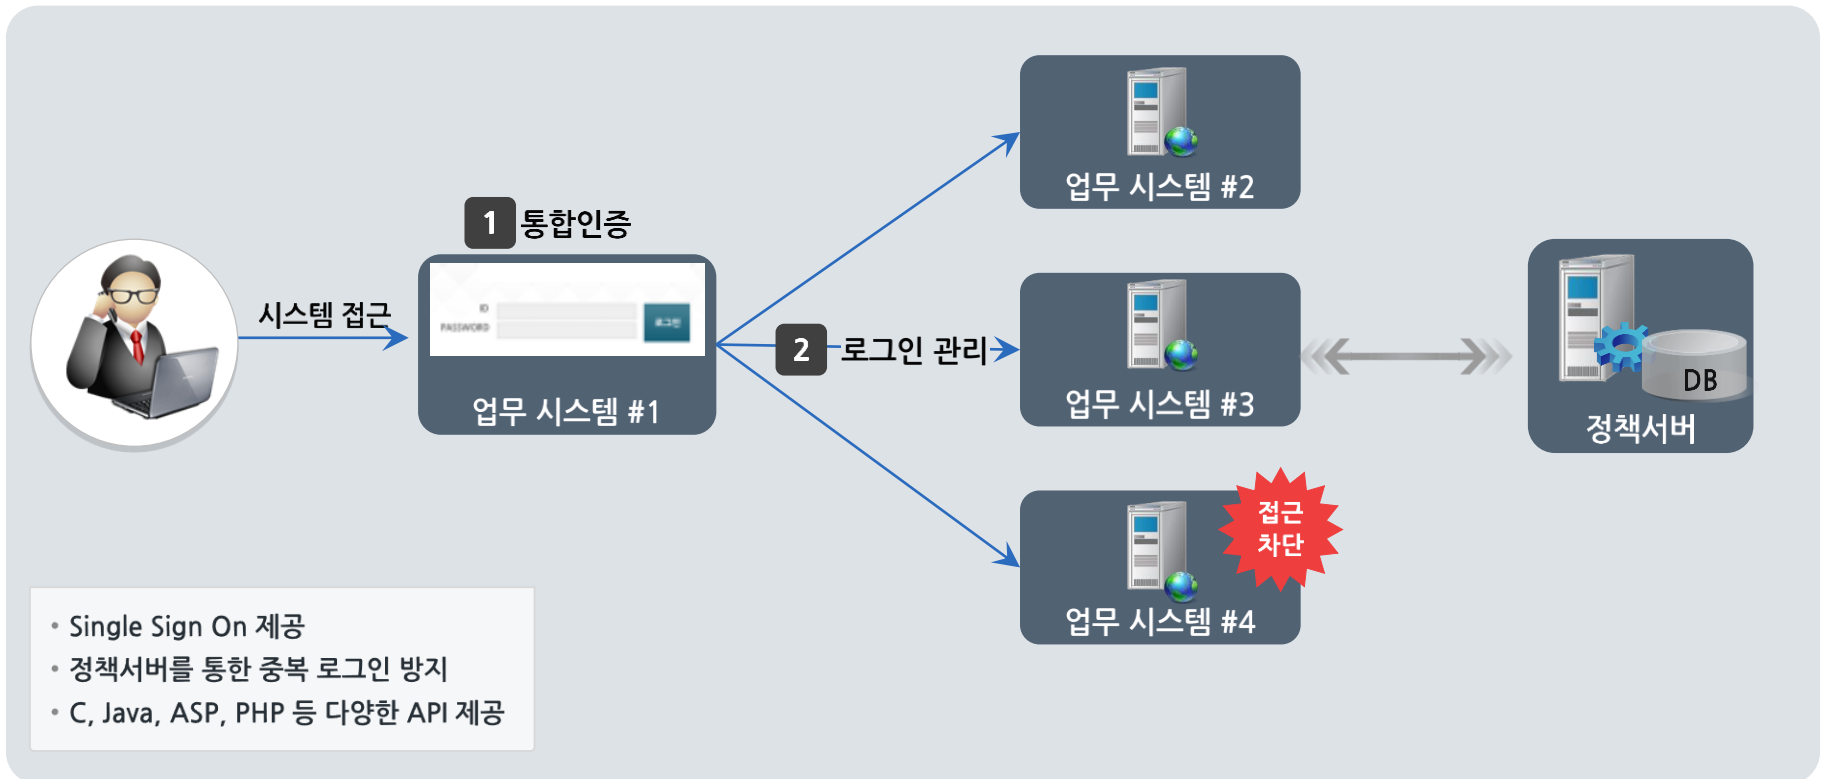 업무 시스템 #2
1 통합인증
시스템 접근
ID
PASSWORD
로그인
업무 시스템 #1
2 로그인 관리
업무 시스템 #3
DB
정책서버
접근
차단
업무 시스템 #4
• Single Sign On 제공
• 정책서버를 통한 중복 로그인 방지
• C, Java, ASP, PHP 등 다양한 API 제공